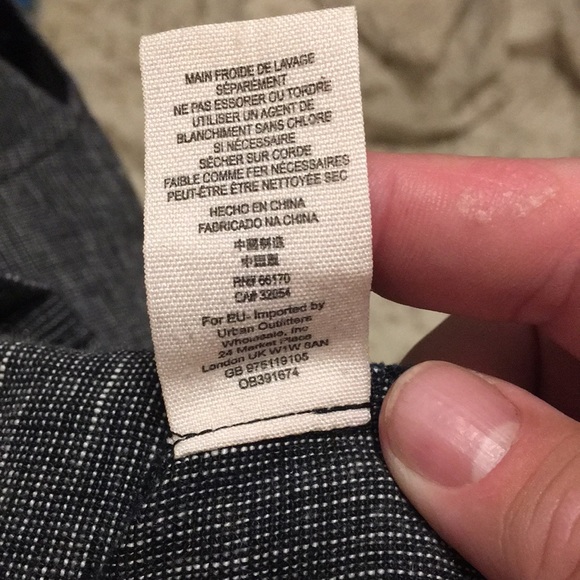 MAIN FROIDE DE LAVAGE
SÉPARÉMENT
NE PAS ESSORER OU TORDRE
UTILISER UN AGENT DE
BLANCHIMENT SANS CHLORE
SI NÉCESSAIRE
SÉCHER SUR CORDE
FAIBLE COMME FER NÉCESSAIRES
PEUT-ÊTRE ÊTRE NETTOYÉE SEC
HECHO EN CHINA
FABRICADO NA CHINA
中國制造
中國製
RN# 66170
CA# 32054
For EU- Imported by
Urban Outfitters
Wholesale, Inc
24 Market Place
London UK W1W 8AN
GB 975119105
OB391674